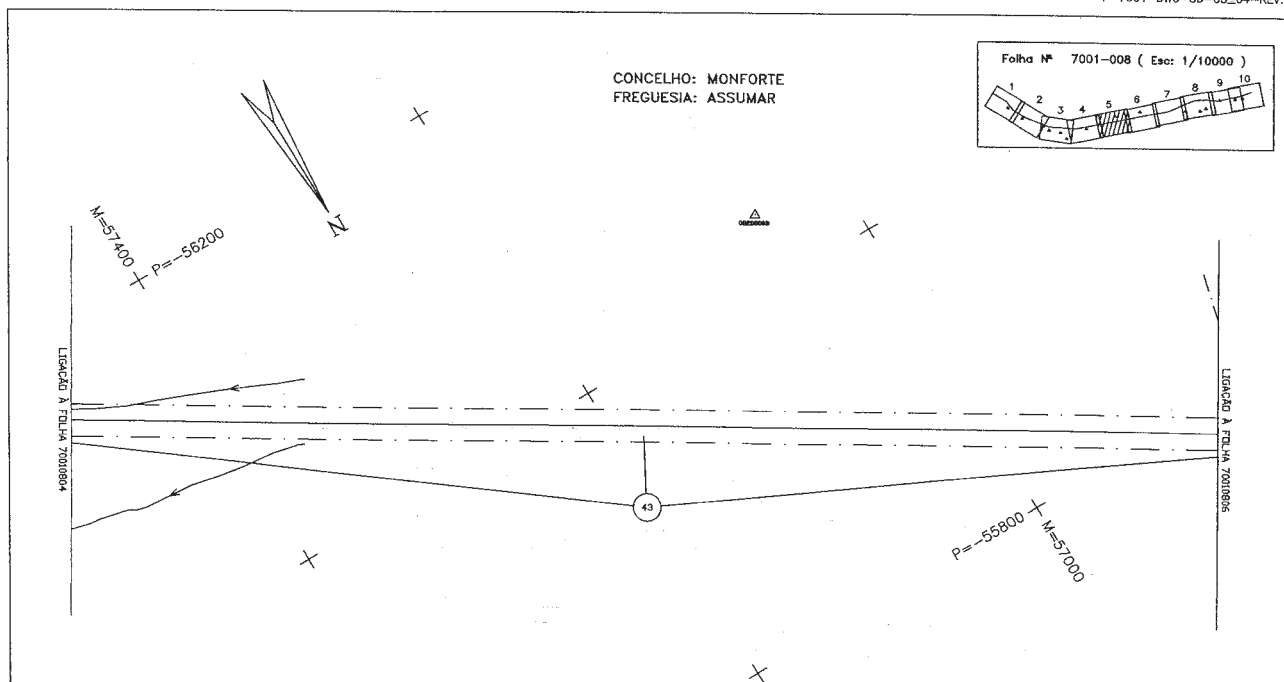 CONCELHO: MONFORTE
FREGUESIA: ASSUMAR
Folha Nº 7001-008 ( Esc: 1/10000 )
1 2 3 4 5 6 7 8 9 10
N
M=57400
P=-56200
LIGAÇÃO À FOLHA 70010804
LIGAÇÃO À FOLHA 70010806
43
P=-55800
M=57000